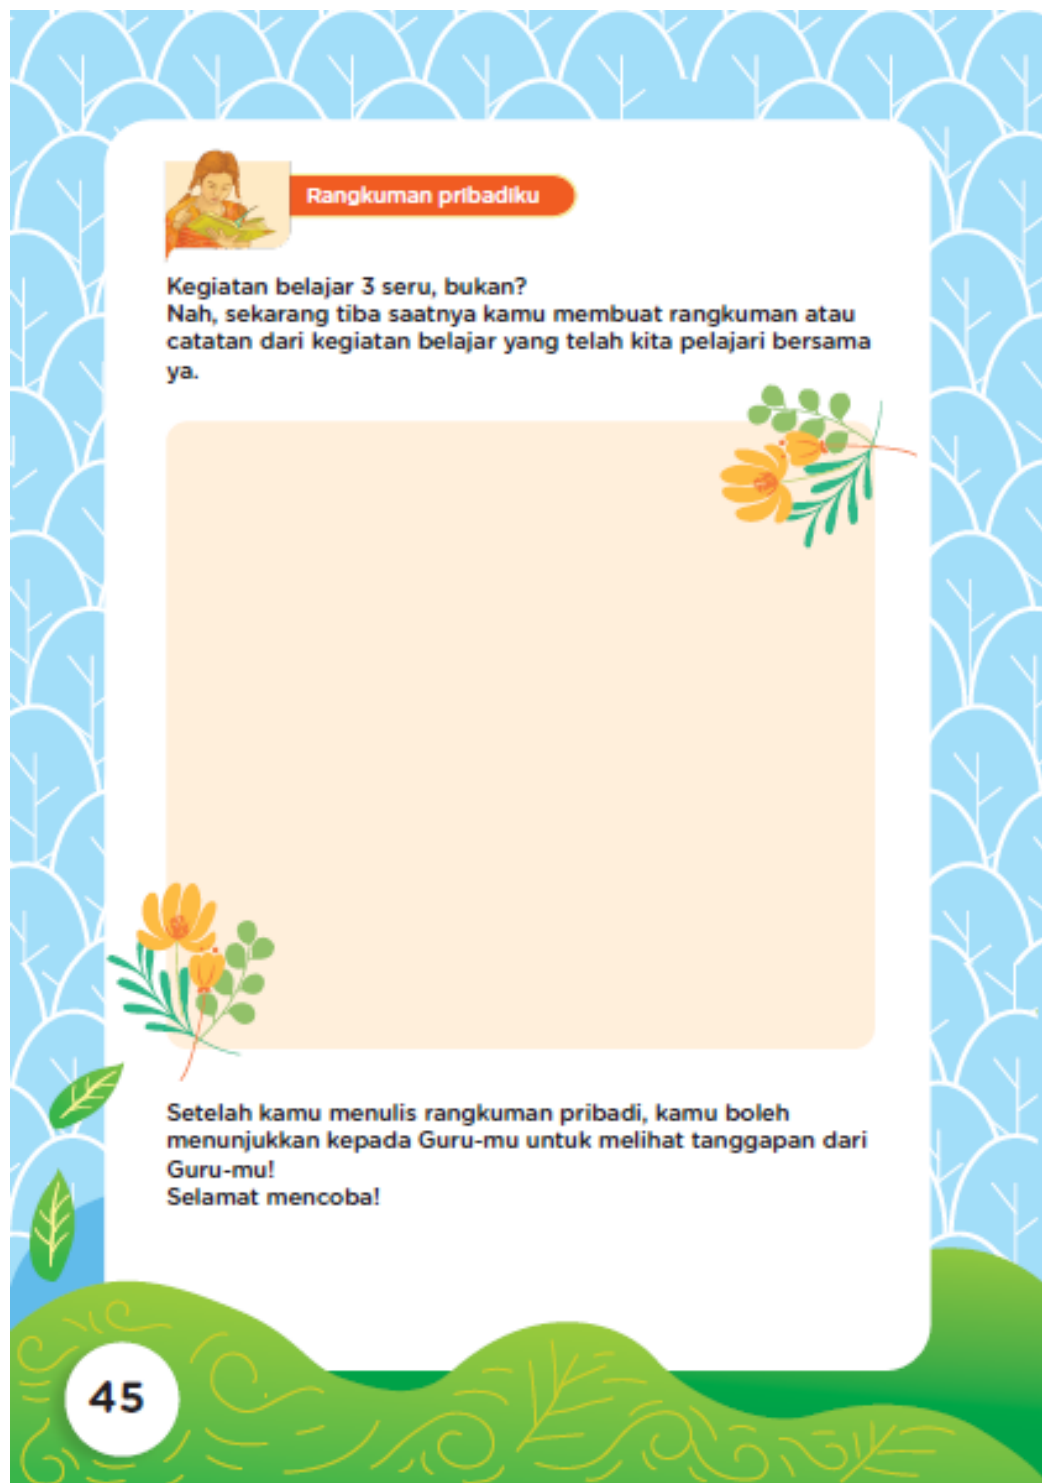 Rangkuman pribadiku
Kegiatan belajar 3 seru, bukan?
Nah, sekarang tiba saatnya kamu membuat rangkuman atau
catatan dari kegiatan belajar yang telah kita pelajari bersama
ya.
Setelah kamu menulis rangkuman pribadi, kamu boleh
menunjukkan kepada Guru-mu untuk melihat tanggapan dari
Guru-mu!
Selamat mencoba!
45